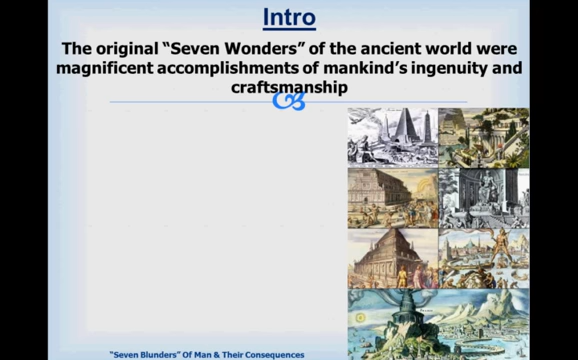 Intro
The original “Seven Wonders” of the ancient world were
magnificent accomplishments of mankind’s ingenuity and
craftsmanship
“Seven Blunders” Of Man & Their Consequences